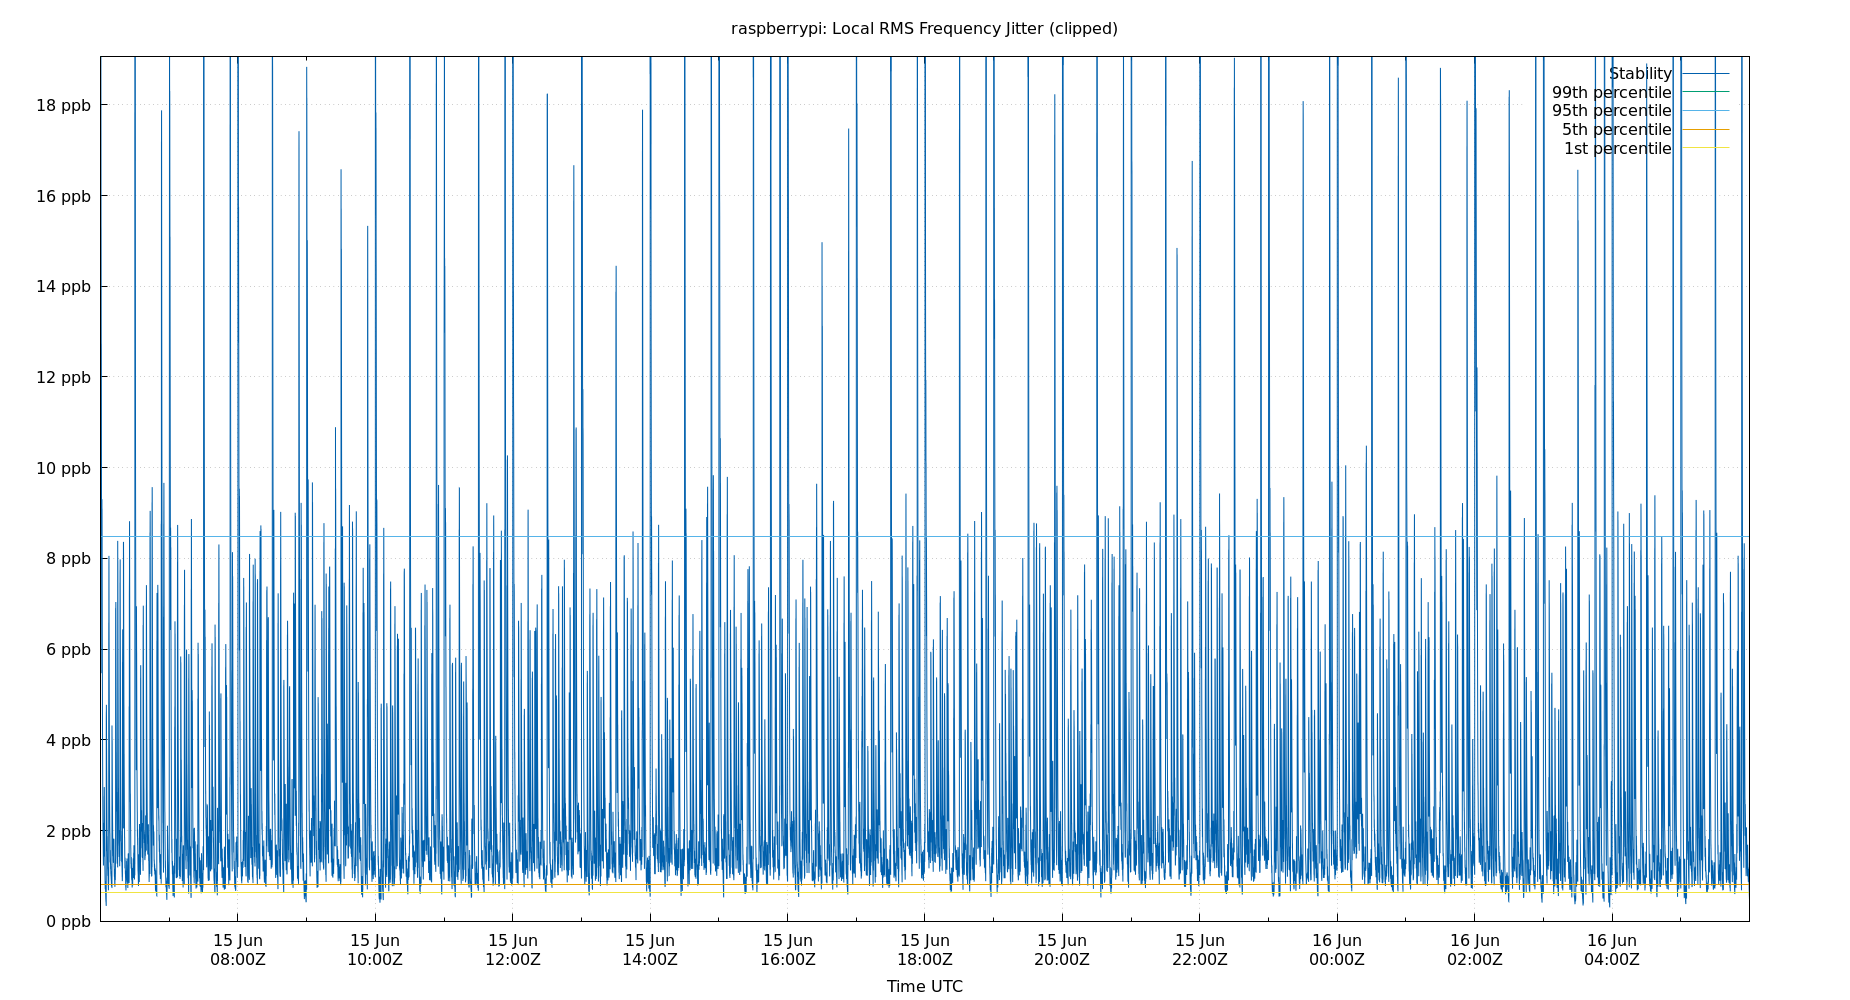 raspberrypi: Local RMS Frequency Jitter (clipped)
Stability
99th percentile
95th percentile
5th percentile
1st percentile
18 ppb
16 ppb
14 ppb
12 ppb
10 ppb
8 ppb
6 ppb
4 ppb
2 ppb
0 ppb
15 Jun 15 Jun 15 Jun 15 Jun 15 Jun 15 Jun 15 Jun 15 Jun 16 Jun 16 Jun 16 Jun
08:00Z 10:00Z 12:00Z 14:00Z 16:00Z 18:00Z 20:00Z 22:00Z 00:00Z 02:00Z 04:00Z
Time UTC